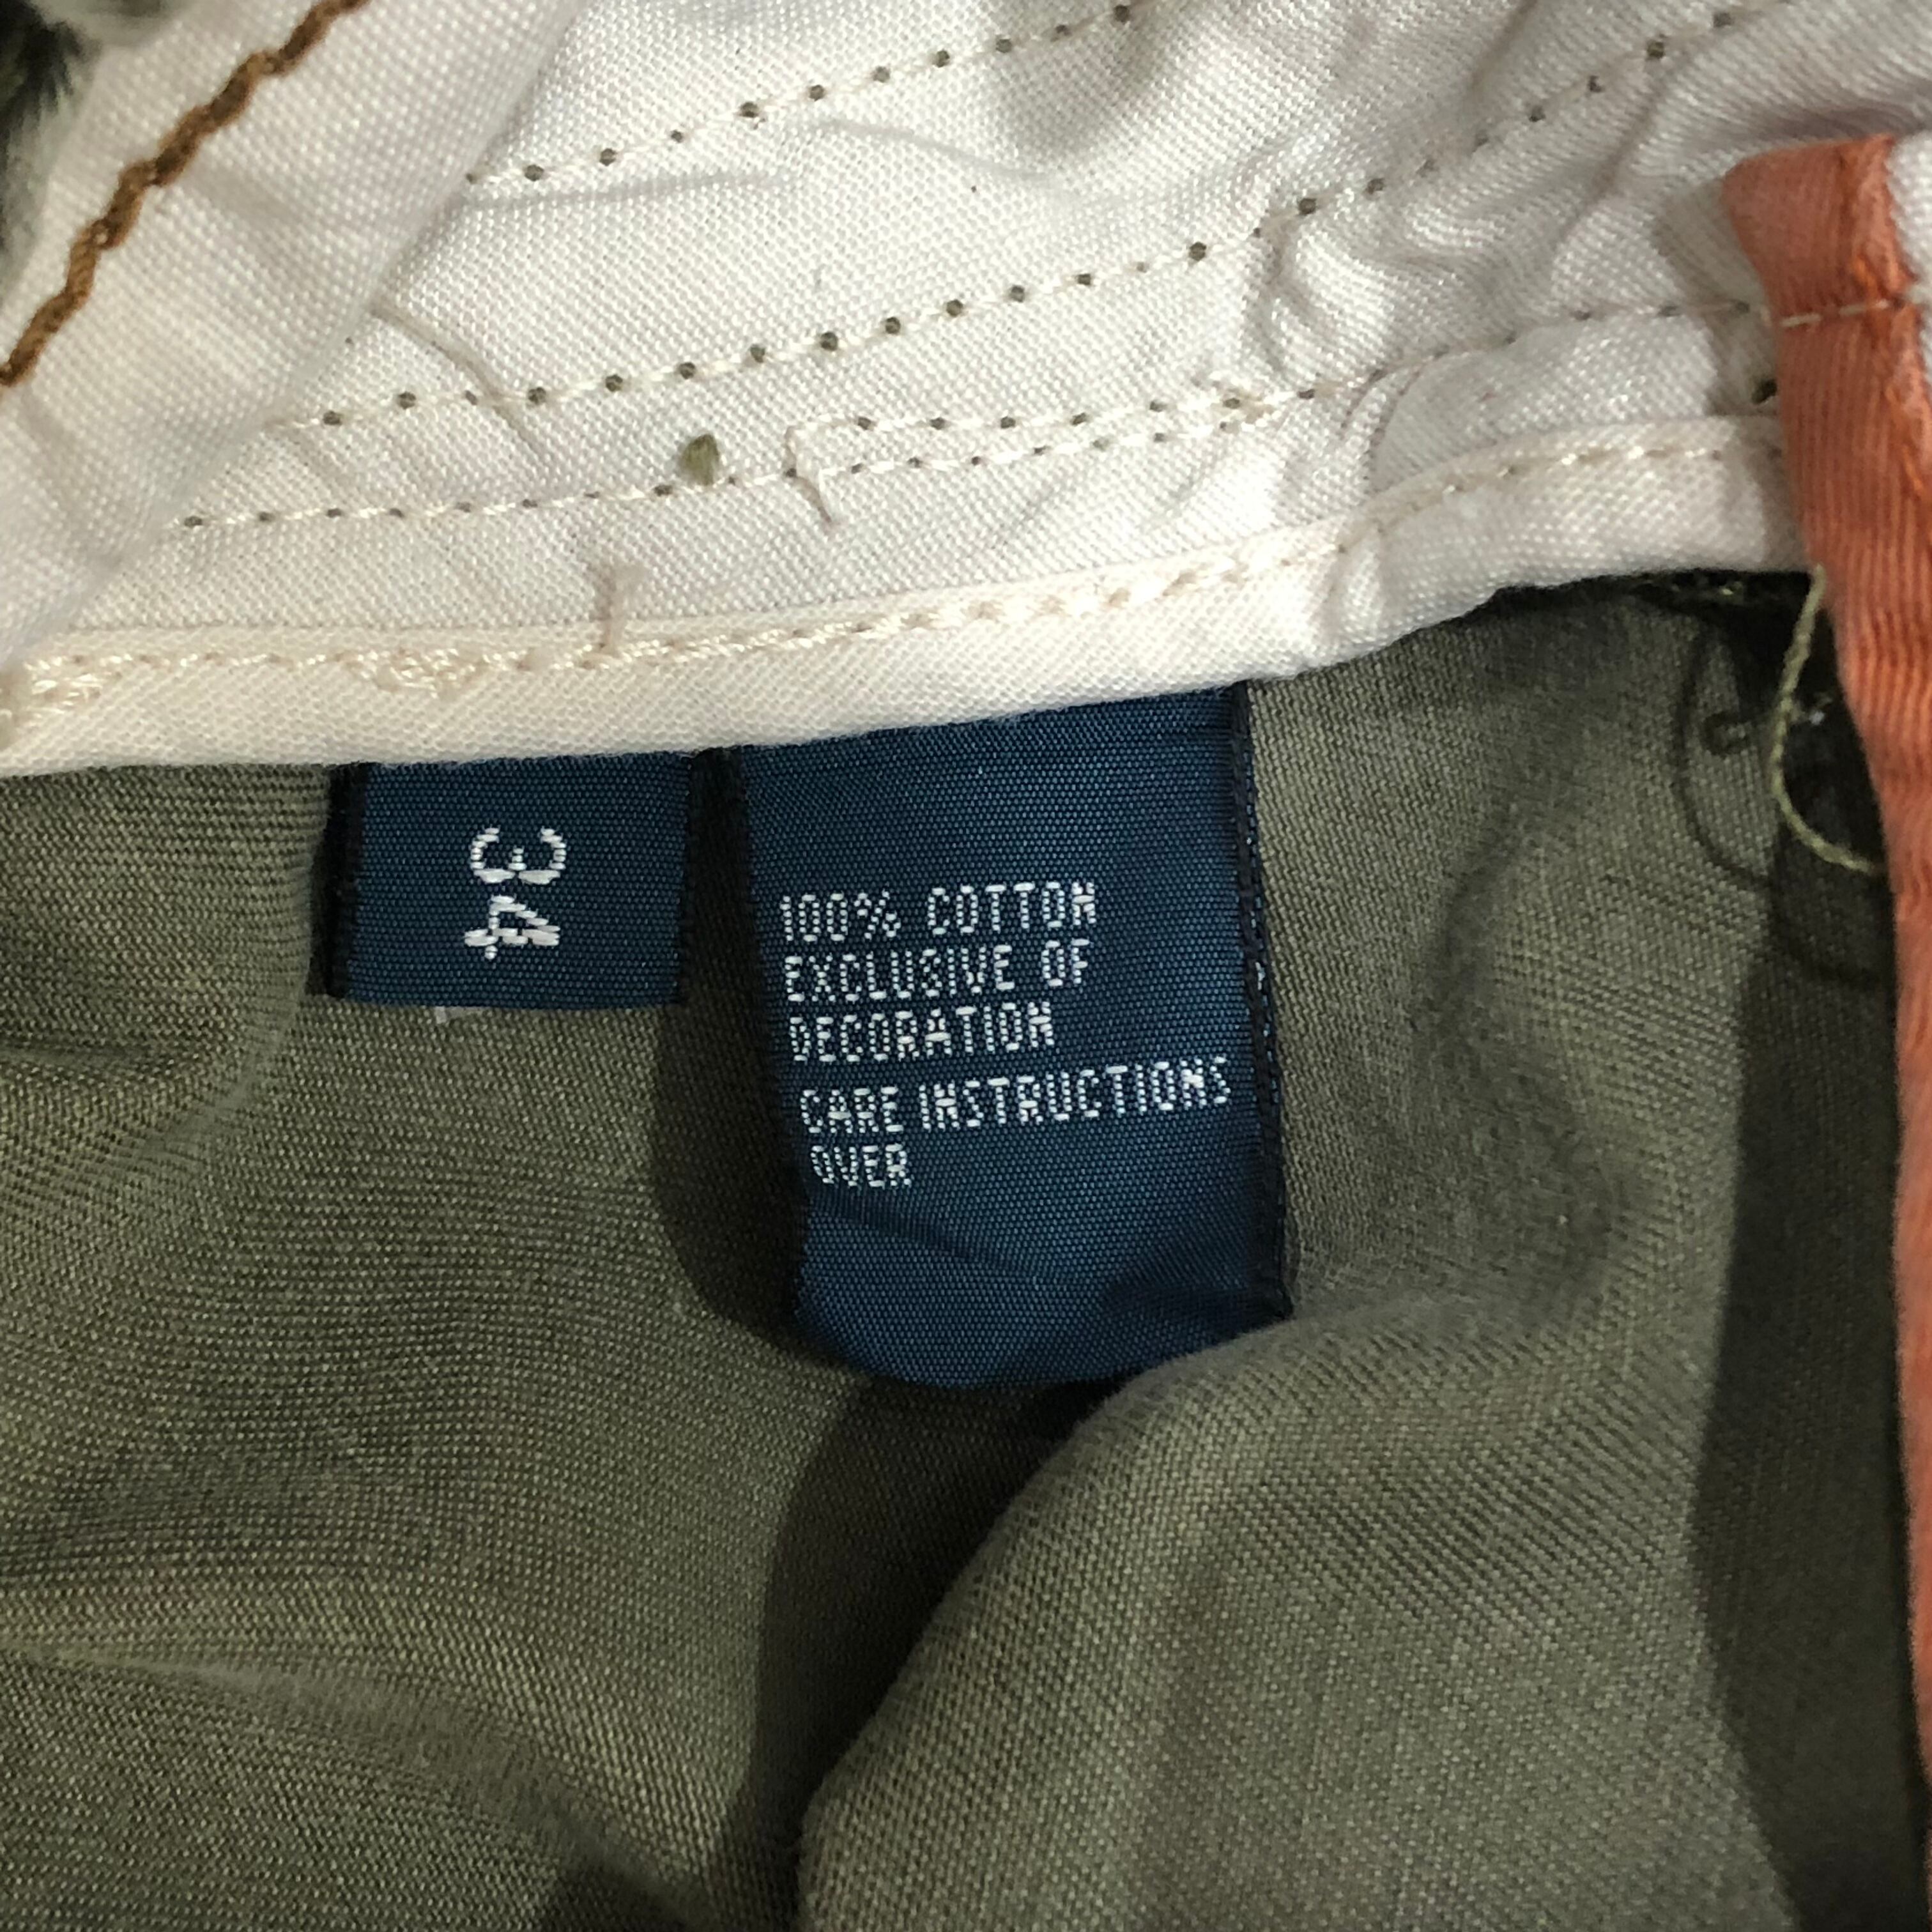 34
100% COTTON
EXCLUSIVE OF
DECORATION
CARE INSTRUCTIONS
OVER